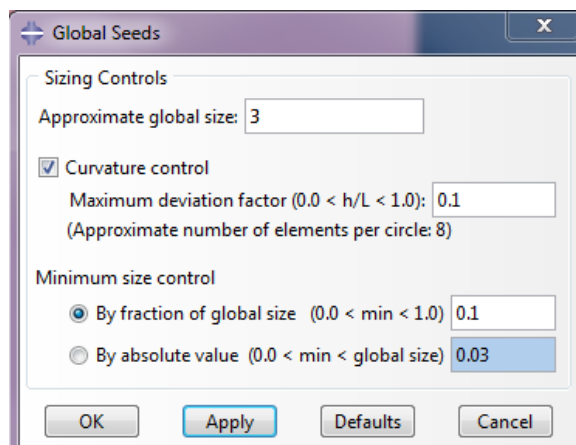 Global Seeds
x
Sizing Controls
Approximate global size: 3
Curvature control
Maximum deviation factor (0.0 < h/L < 1.0): 0.1
(Approximate number of elements per circle: 8)
Minimum size control
By fraction of global size (0.0 < min < 1.0) 0.1
By absolute value (0.0 < min < global size) 0.03
OK Apply Defaults Cancel